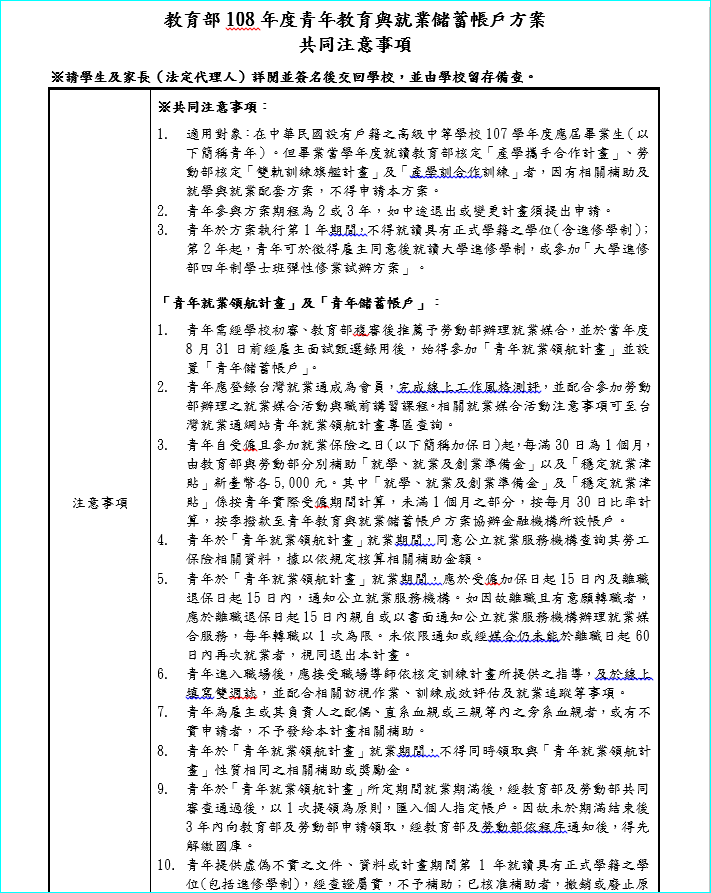 教育部 108 年度青年教育與就業儲蓄帳戶方案
共同注意事項
※請學生及家長（法定代理人）詳閱並簽名後交回學校，並由學校留存備查。
注意事項
※共同注意事項：
1. 適用對象：在中華民國設有戶籍之高級中等學校 107 學年度應屆畢業生(以
下簡稱青年)。但畢業當學年度就讀教育部核定「產學攜手合作計畫」、勞
動部核定「雙軌訓練旗艦計畫」及「產學訓合作訓練」者，因有相關補助及
就學與就業配套方案，不得申請本方案。
2. 青年參與方案期程為 2 或 3 年，如中途退出或變更計畫須提出申請。
3. 青年於方案執行第 1 年期間，不得就讀具有正式學籍之學位(含進修學制)；
第 2 年起，青年可於徵得雇主同意後就讀大學進修學制，或參加「大學進修
部四年制學士班彈性修業試辦方案」。
「青年就業領航計畫」及「青年儲蓄帳戶」：
1. 青年需經學校初審、教育部複審後推薦予勞動部辦理就業媒合，並於當年度
8 月 31 日前經雇主面試甄選錄用後，始得參加「青年就業領航計畫」並設
置「青年儲蓄帳戶」。
2. 青年應登錄台灣就業通成為會員，完成線上工作風格測評，並配合參加勞動
部辦理之就業媒合活動與職前講習課程。相關就業媒合活動注意事項可至台
灣就業通網站青年就業領航計畫專區查詢。
3. 青年自受僱且參加就業保險之日(以下簡稱加保日)起，每滿 30 日為 1 個月，
由教育部與勞動部分別補助「就學、就業及創業準備金」以及「穩定就業津
貼」新臺幣各 5,000 元。其中「就學、就業及創業準備金」及「穩定就業津
貼」係按青年實際受僱期間計算，未滿 1 個月之部分，按每月 30 日比率計
算，按季撥款至青年教育與就業儲蓄帳戶方案協辦金融機構所設帳戶。
4. 青年於「青年就業領航計畫」就業期間，同意公立就業服務機構查詢其勞工
保險相關資料，據以依規定核算相關補助金額。
5. 青年於「青年就業領航計畫」就業期間，應於受僱加保日起 15 日內及離職
退保日起 15 日內，通知公立就業服務機構。如因故離職且有意願轉職者，
應於離職退保日起 15 日內親自或以書面通知公立就業服務機構辦理就業媒
合服務，每年轉職以 1 次為限。未依限通知或經媒合仍未能於離職日起 60
日內再次就業者，視同退出本計畫。
6. 青年進入職場後，應接受職場導師依核定訓練計畫所提供之指導，及於線上
填寫雙週誌，並配合相關訪視作業、訓練成效評估及就業追蹤等事項。
7. 青年為雇主或其負責人之配偶、直系血親或三親等內之旁系血親者，或有不
實申請者，不予發給本計畫相關補助。
8. 青年於「青年就業領航計畫」就業期間，不得同時領取與「青年就業領航計
畫」性質相同之相關補助或獎勵金。
9. 青年於「青年就業領航計畫」所定期間就業期滿後，經教育部及勞動部共同
審查通過後，以 1 次提領為原則，匯入個人指定帳戶。因故未於期滿結束後
3 年內向教育部及勞動部申請領取，經教育部及勞動部依程序通知後，得先
解繳國庫。
10. 青年提供虛偽不實之文件、資料或計畫期間第 1 年就讀具有正式學籍之學
位(包括進修學制)，經查證屬實，不予補助；已核准補助者，撤銷或廢止原